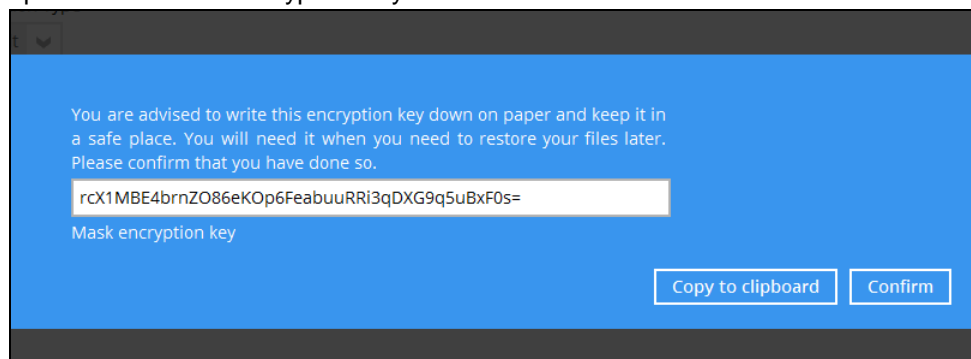 You are advised to write this encryption key down on paper and keep it in
a safe place. You will need it when you need to restore your files later.
Please confirm that you have done so.
rcX1MBE4brnZO86eKOp6FeabuuRRi3qDXG9q5uBxF0s=
Mask encryption key
Copy to clipboard Confirm